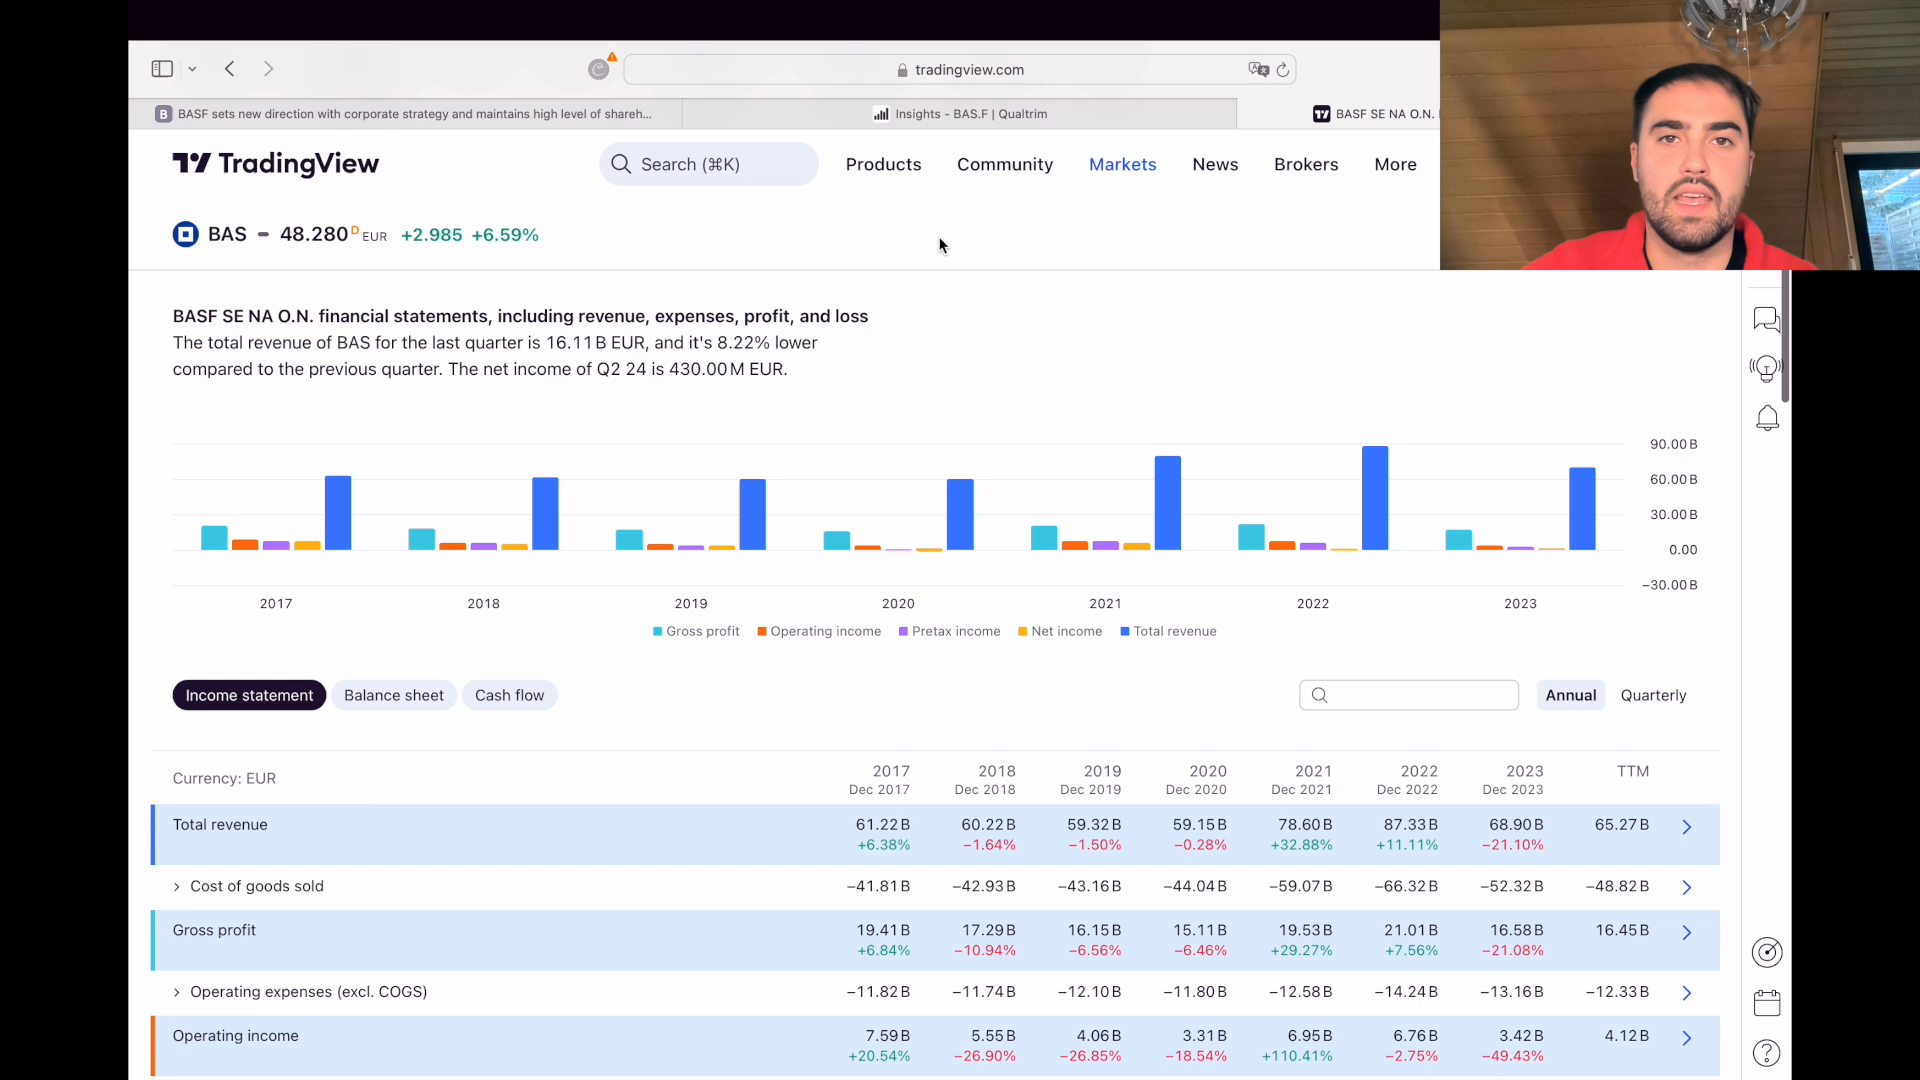 tradingview.com
BASF sets new direction with corporate strategy and maintains high level of shareh...
Insights - BAS.F | Qualtrim
BASF SE NA O.N.
TradingView
Search (⌘K)
Products
Community
Markets
News
Brokers
More
BAS
48.280 D EUR +2.985 +6.59%
BASF SE NA O.N. financial statements, including revenue, expenses, profit, and loss
The total revenue of BAS for the last quarter is 16.11 B EUR, and it's 8.22% lower
compared to the previous quarter. The net income of Q2 24 is 430.00 M EUR.
90.00 B
60.00 B
30.00 B
0.00
−30.00 B
2017 2018 2019 2020 2021 2022 2023
Gross profit Operating income Pretax income Net income Total revenue
Income statement Balance sheet Cash flow
Annual Quarterly
Currency: EUR
2017 2018 2019 2020 2021 2022 2023 TTM
Dec 2017 Dec 2018 Dec 2019 Dec 2020 Dec 2021 Dec 2022 Dec 2023
Total revenue 61.22 B 60.22 B 59.32 B 59.15 B 78.60 B 87.33 B 68.90 B 65.27 B
+6.38% −1.64% −1.50% −0.28% +32.88% +11.11% −21.10%
Cost of goods sold −41.81 B −42.93 B −43.16 B −44.04 B −59.07 B −66.32 B −52.32 B −48.82 B
Gross profit 19.41 B 17.29 B 16.15 B 15.11 B 19.53 B 21.01 B 16.58 B 16.45 B
+6.84% −10.94% −6.56% −6.46% +29.27% +7.56% −21.08%
Operating expenses (excl. COGS) −11.82 B −11.74 B −12.10 B −11.80 B −12.58 B −14.24 B −13.16 B −12.33 B
Operating income 7.59 B 5.55 B 4.06 B 3.31 B 6.95 B 6.76 B 3.42 B 4.12 B
+20.54% −26.90% −26.85% −18.54% +110.41% −2.75% −49.43%